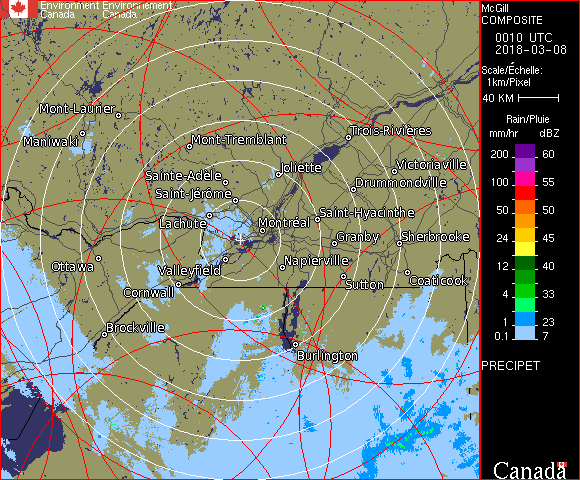 Environment Environnement
Canada Canada
McGill
COMPOSITE
0010 UTC
2018-03-08
Scale/Échelle:
1km/Pixel
40 KM
Rain/Pluie
mm/hr dBZ
200 60
100 55
50 50
24 45
12 40
4 33
1 23
0.1 7
PRECIPET
Canada
Mont-Laurier
Maniwaki
Mont-Tremblant
Trois-Rivières
Sainte-Adèle
Joliette
Victoriaville
Saint-Jérôme
Drummondville
Lachute
Montréal
Saint-Hyacinthe
Granby
Sherbrooke
Ottawa
Valleyfield
Napierville
Cornwall
Sutton
Coaticook
Brockville
Burlington